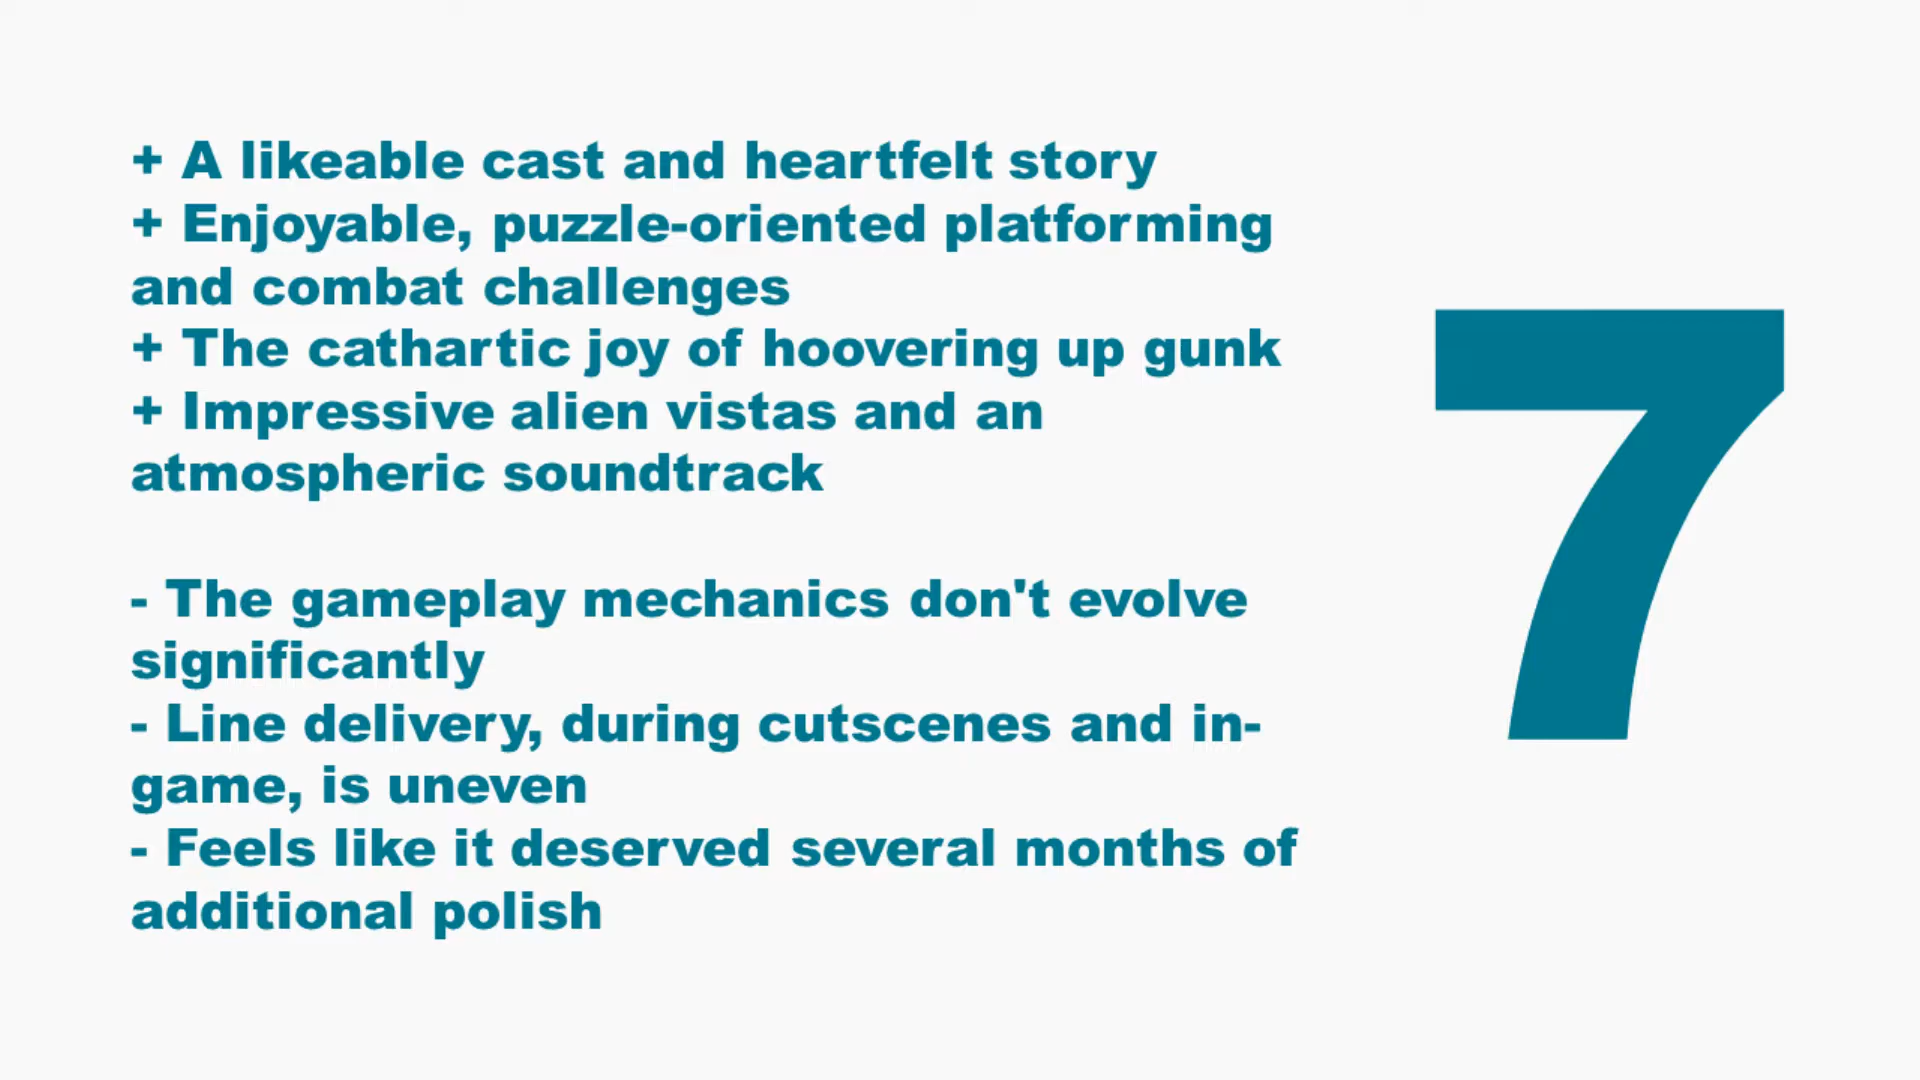 + A likeable cast and heartfelt story
+ Enjoyable, puzzle-oriented platforming
and combat challenges
+ The cathartic joy of hoovering up gunk
+ Impressive alien vistas and an
atmospheric soundtrack
- The gameplay mechanics don't evolve
significantly
- Line delivery, during cutscenes and in-
game, is uneven
- Feels like it deserved several months of
additional polish
7